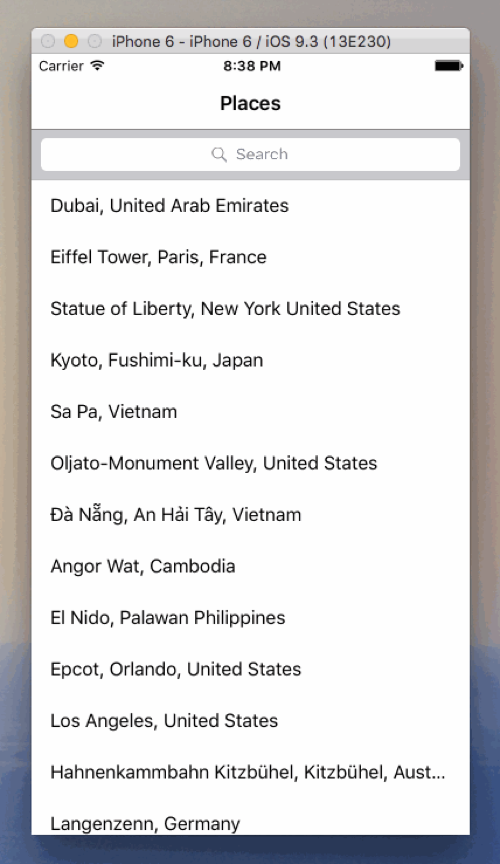 iPhone 6 - iPhone 6 / iOS 9.3 (13E230)
Carrier 8:38 PM
Places
Search
Dubai, United Arab Emirates
Eiffel Tower, Paris, France
Statue of Liberty, New York United States
Kyoto, Fushimi-ku, Japan
Sa Pa, Vietnam
Oljato-Monument Valley, United States
Đà Nẵng, An Hải Tây, Vietnam
Angor Wat, Cambodia
El Nido, Palawan Philippines
Epcot, Orlando, United States
Los Angeles, United States
Hahnenkammbahn Kitzbühel, Kitzbühel, Aust...
Langenzenn, Germany